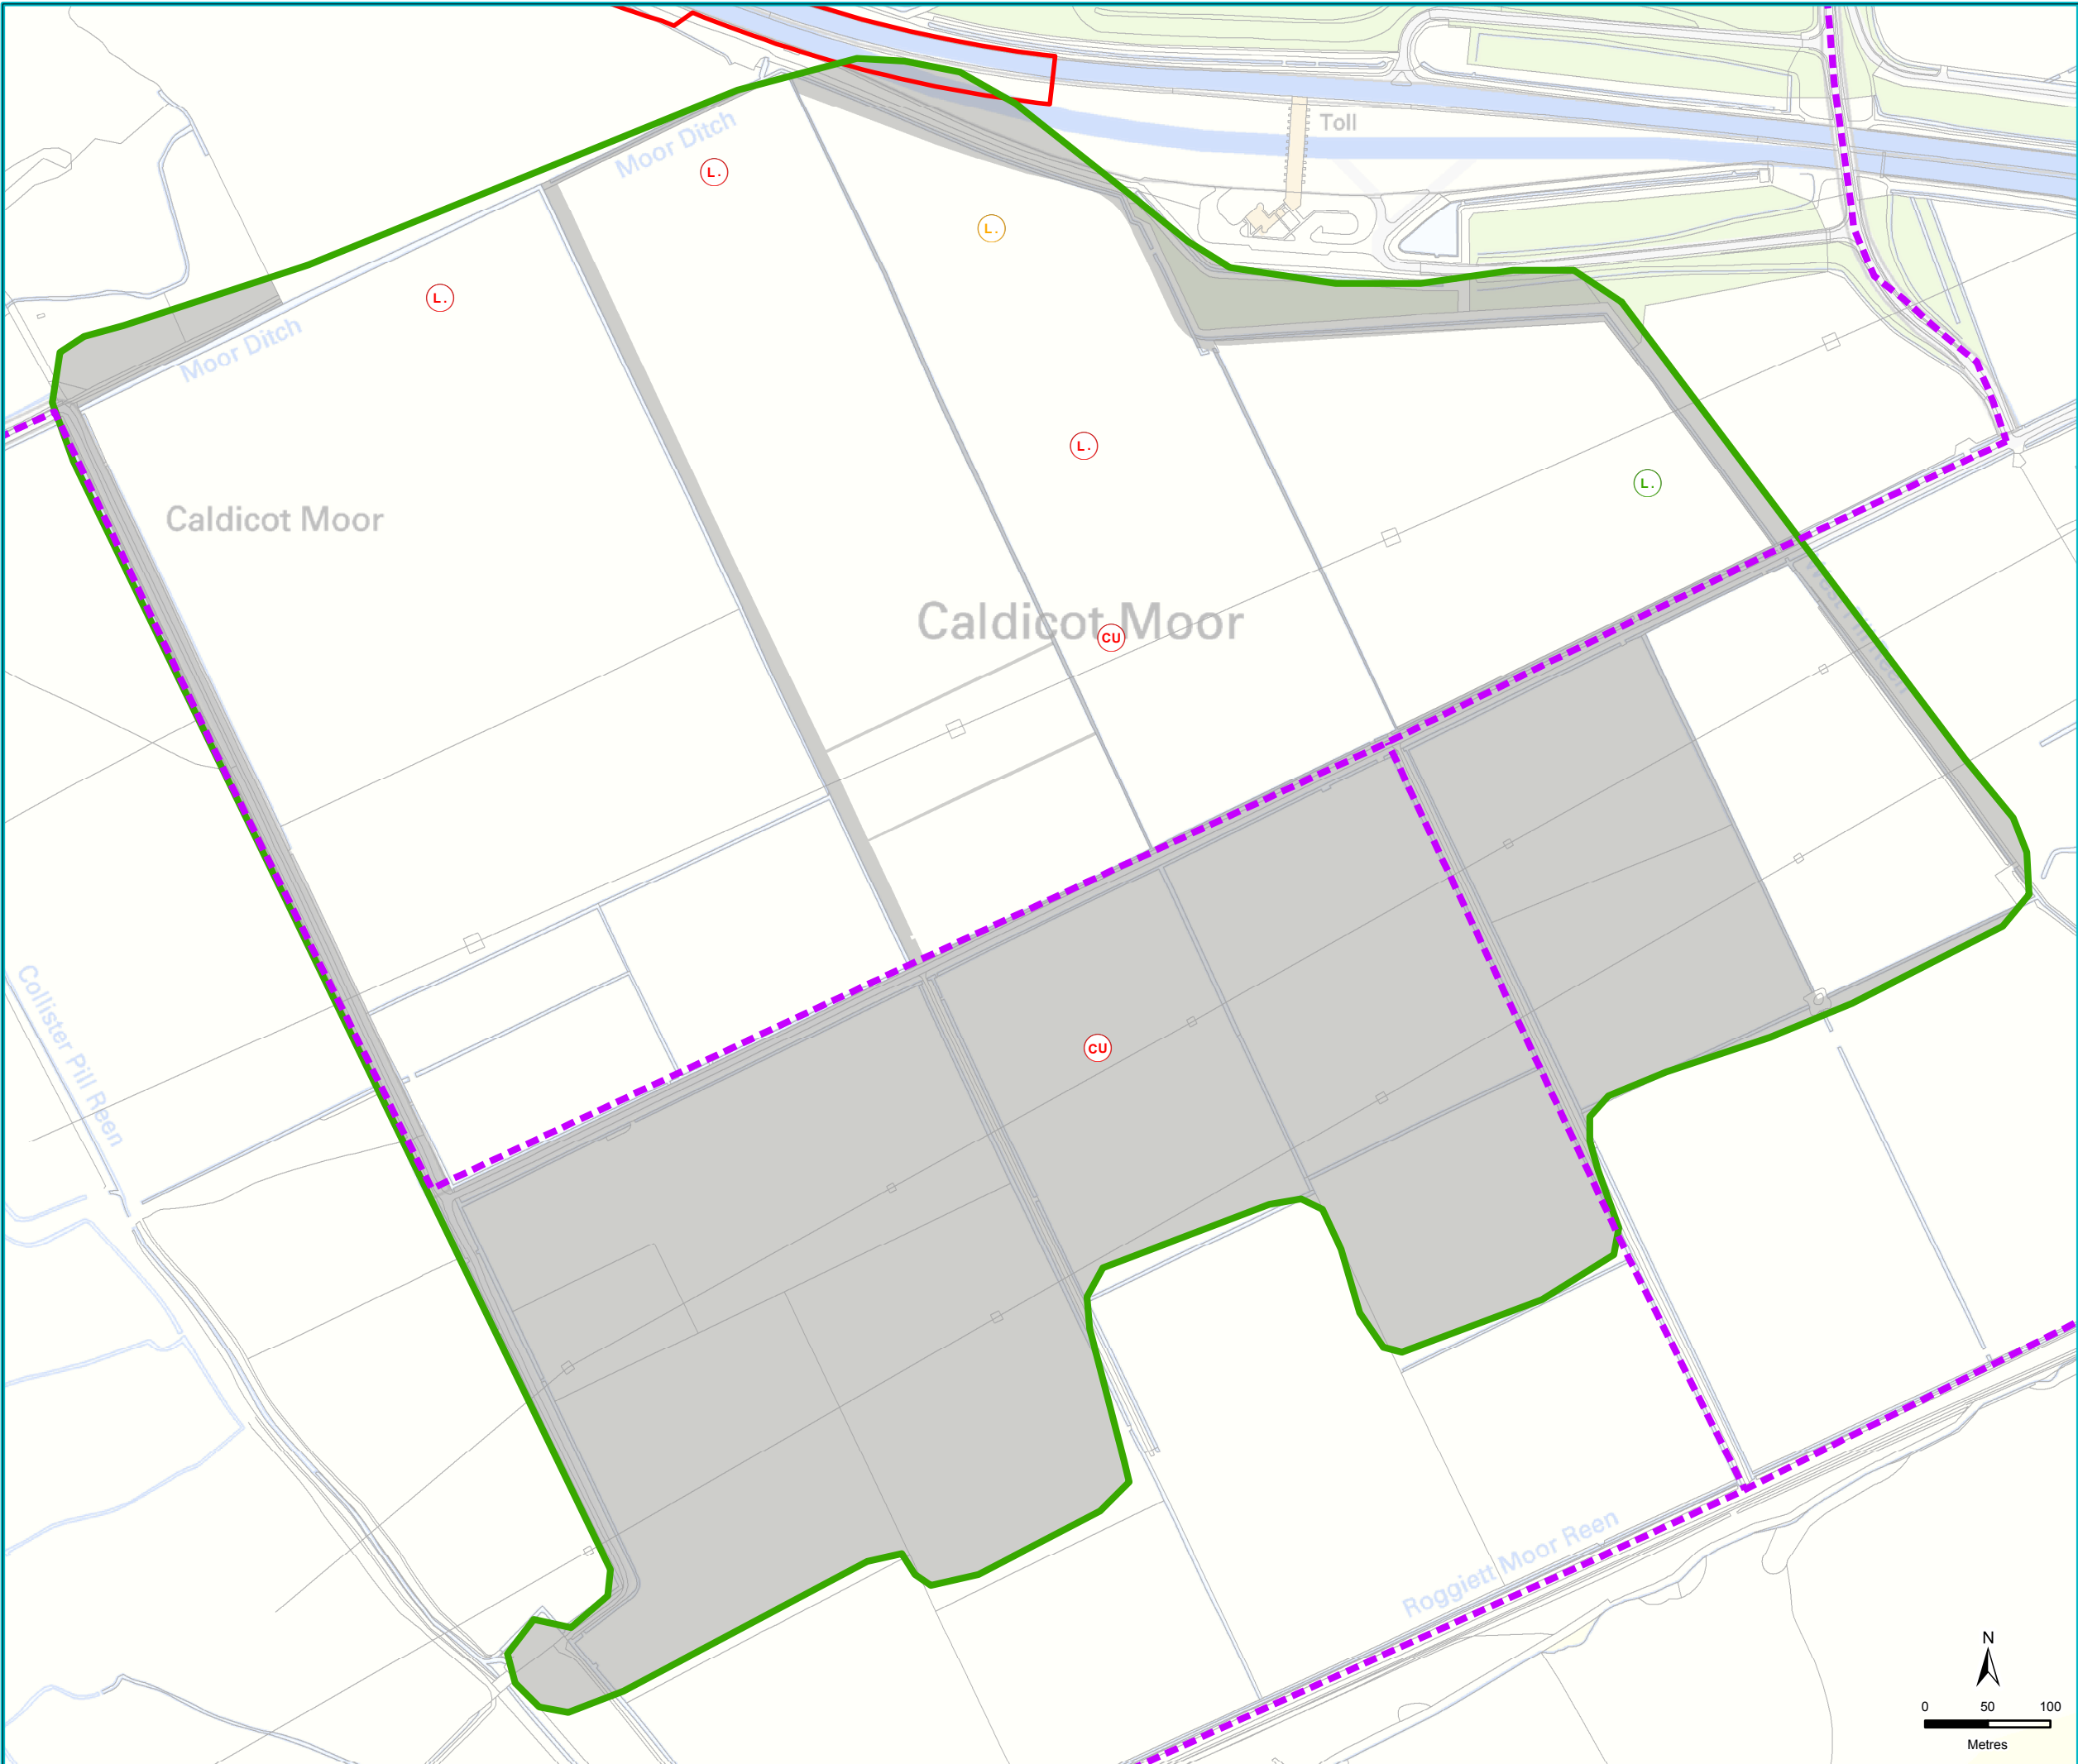 Toll
Moor Ditch
L.
L.
L.
Moor Ditch
L.
L.
Caldicot Moor
Caldicot Moor
CU
Collister Pill Reen
CU
Roggiett Moor Reen
N
0 50 100
Metres